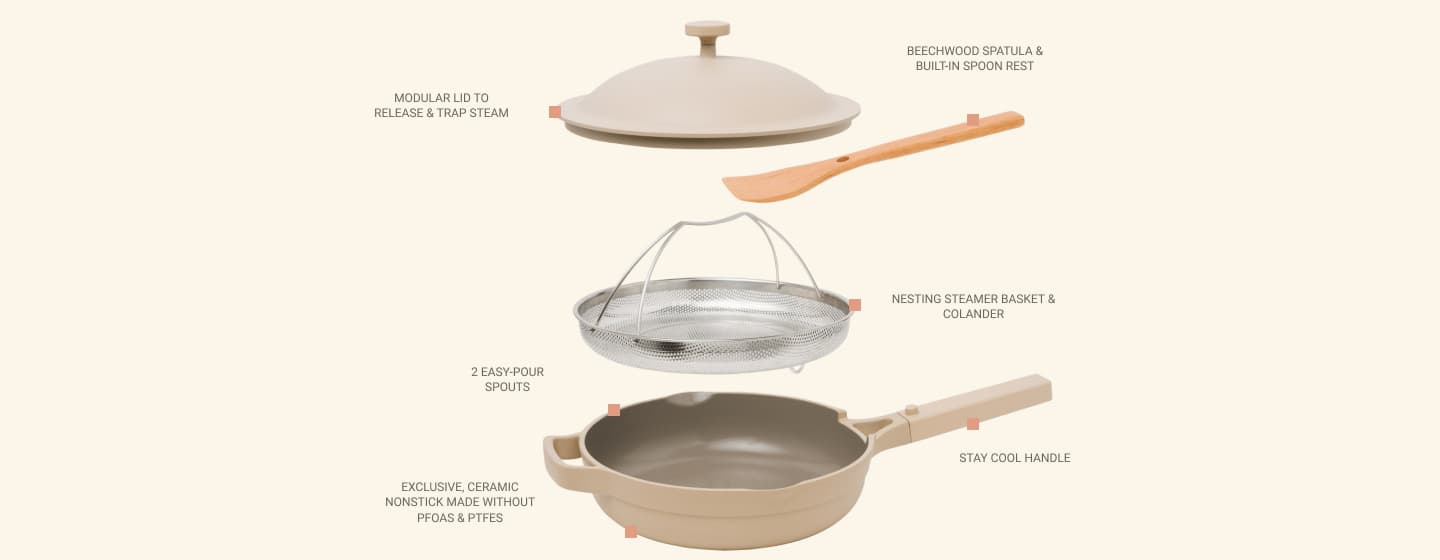 BEECHWOOD SPATULA &
BUILT-IN SPOON REST
MODULAR LID TO
RELEASE & TRAP STEAM
NESTING STEAMER BASKET &
COLANDER
2 EASY-POUR
SPOUTS
STAY COOL HANDLE
EXCLUSIVE, CERAMIC
NONSTICK MADE WITHOUT
PFOAS & PTFES